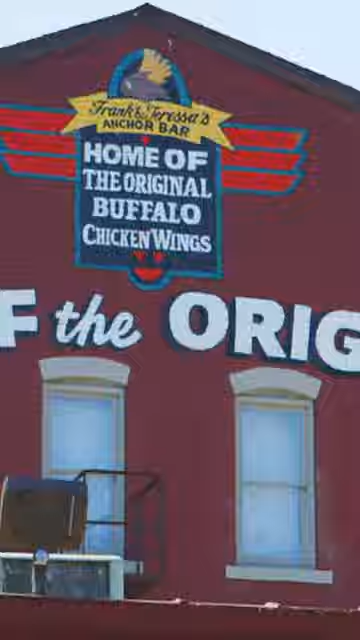 Frank & Teressa's
ANCHOR BAR
HOME OF
THE ORIGINAL
BUFFALO
CHICKEN WINGS
F the ORIG